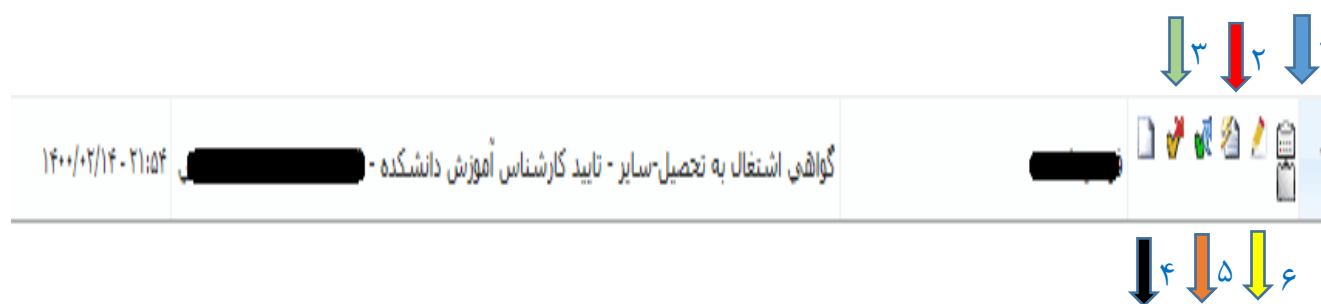 ۳ ۲
گواهي اشتغال به تحصيل-ساير - تاييد كارشناس آموزش دانشكده -
۱۴۰۰/۰۲/۱۴ - ۲۱:۵۴
۴ ۵ ۶